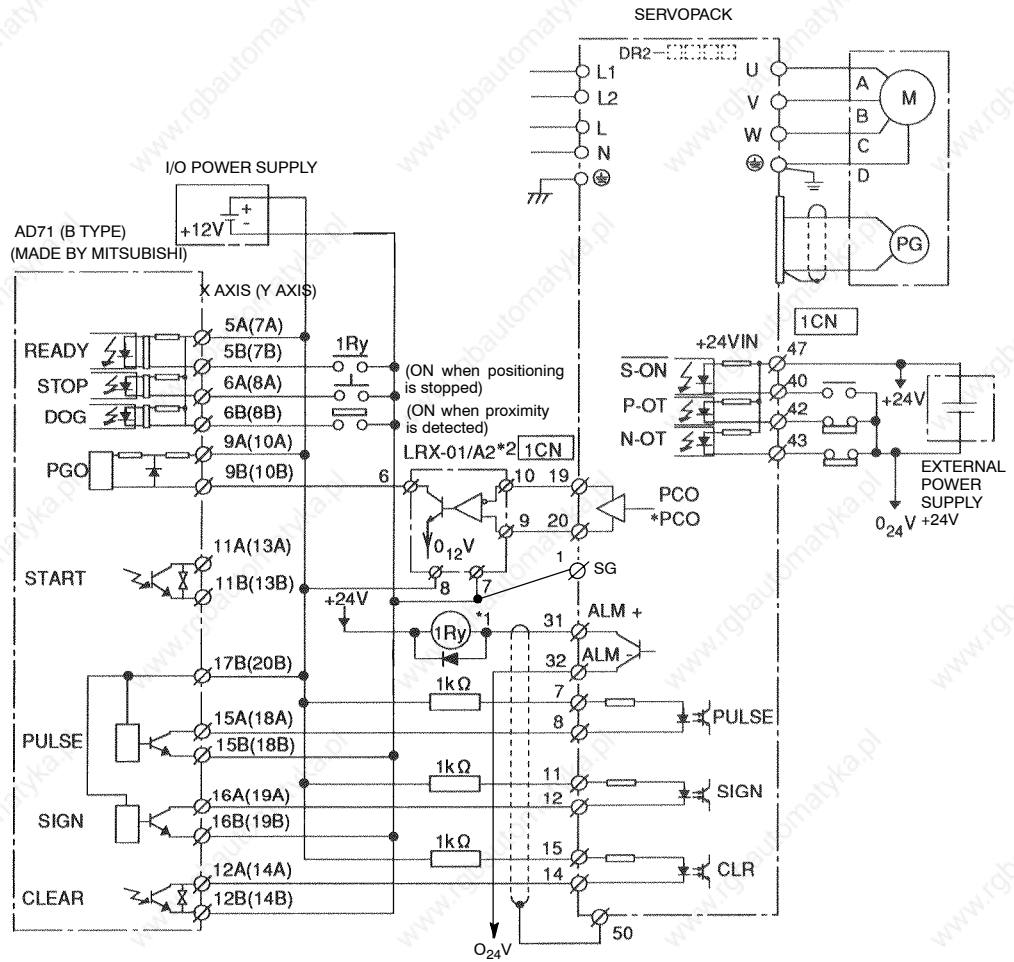 SERVOPACK
DR2
L1
L2
L
N
U
V
W
A
B
C
D
M
PG
I/O POWER SUPPLY
+
-
+12V
AD71 (B TYPE)
(MADE BY MITSUBISHI)
X AXIS (Y AXIS)
READY
STOP
DOG
PGO
START
PULSE
SIGN
CLEAR
5A(7A)
5B(7B)
6A(8A)
6B(8B)
9A(10A)
9B(10B)
11A(13A)
11B(13B)
17B(20B)
15A(18A)
15B(18B)
16A(19A)
16B(19B)
12A(14A)
12B(14B)
1Ry
(ON when positioning
is stopped)
(ON when proximity
is detected)
LRX-01/A2*2
1CN
6
10
19
9
20
0₁₂V
8
7
PCO
*PCO
1
SG
+24V
1Ry
*1
31
ALM +
32
ALM -
1kΩ
7
8
PULSE
1kΩ
11
12
SIGN
1kΩ
15
14
CLR
50
O₂₄V
1CN
+24VIN
47
S-ON
40
P-OT
42
N-OT
43
+24V
0₂₄V
EXTERNAL
POWER
SUPPLY
+24V
www.rgbautomatyka.pl